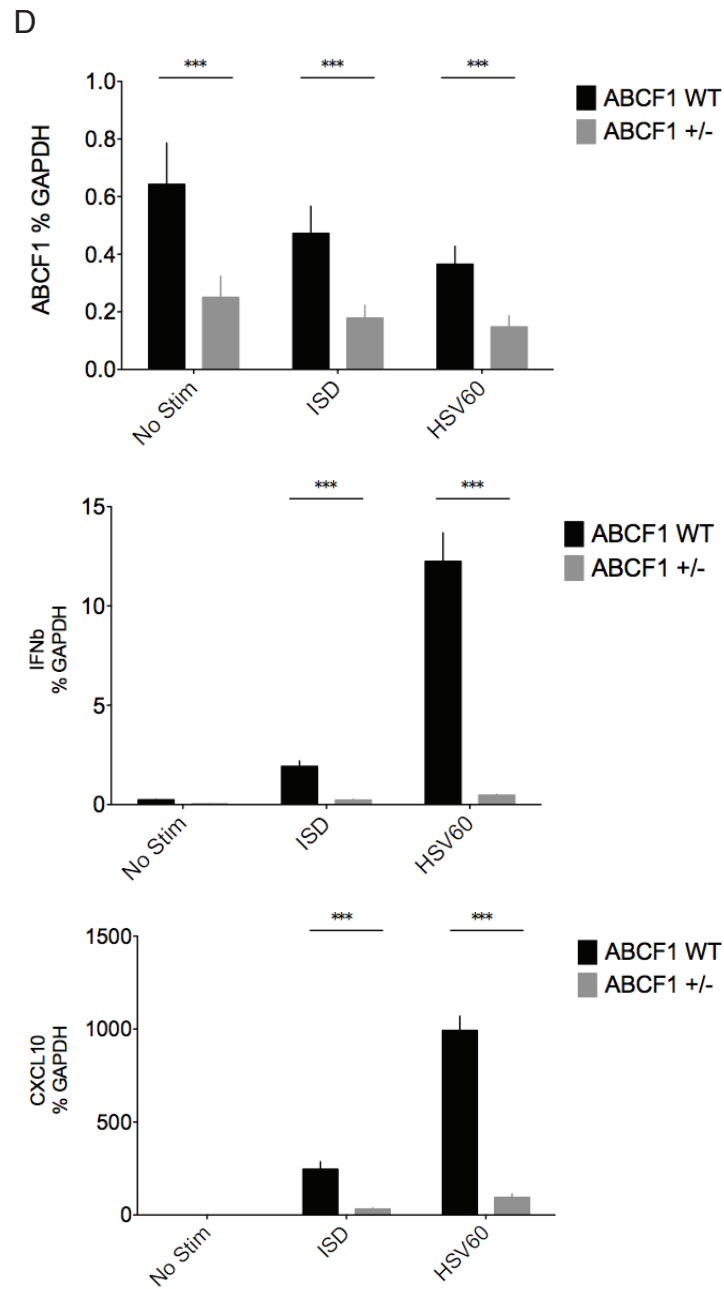 D
*** *** ***
1.0
0.8
0.6
0.4
0.2
0.0
ABCF1 % GAPDH
No Stim
ISD
HSV60
ABCF1 WT
ABCF1 +/-
*** ***
15
10
5
0
IFNb
% GAPDH
No Stim
ISD
HSV60
ABCF1 WT
ABCF1 +/-
*** ***
1500
1000
500
0
CXCL10
% GAPDH
No Stim
ISD
HSV60
ABCF1 WT
ABCF1 +/-